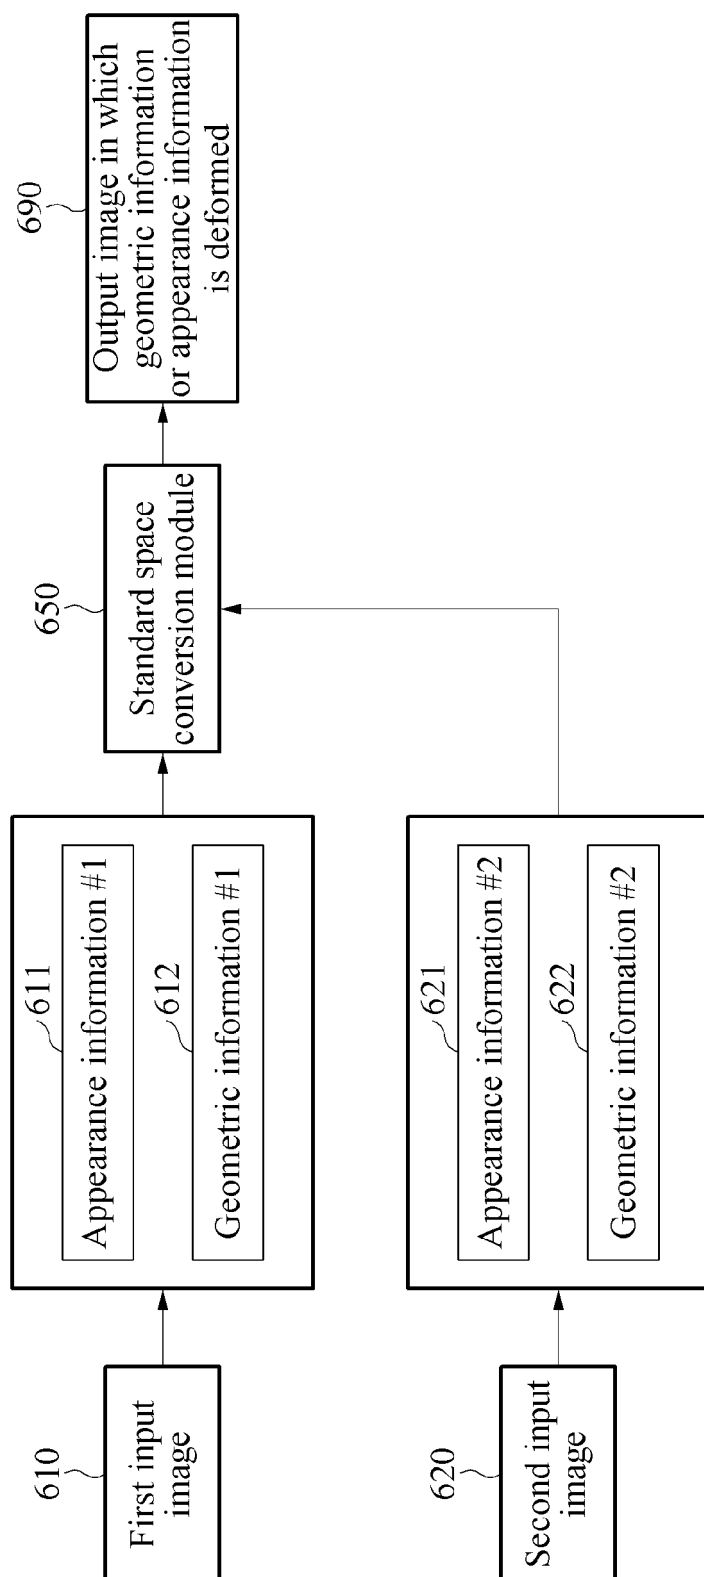 610
First input
image
611
Appearance information #1
612
Geometric information #1
650
Standard space
conversion module
690
Output image in which
geometric information
or appearance information
is deformed
620
Second input
image
621
Appearance information #2
622
Geometric information #2